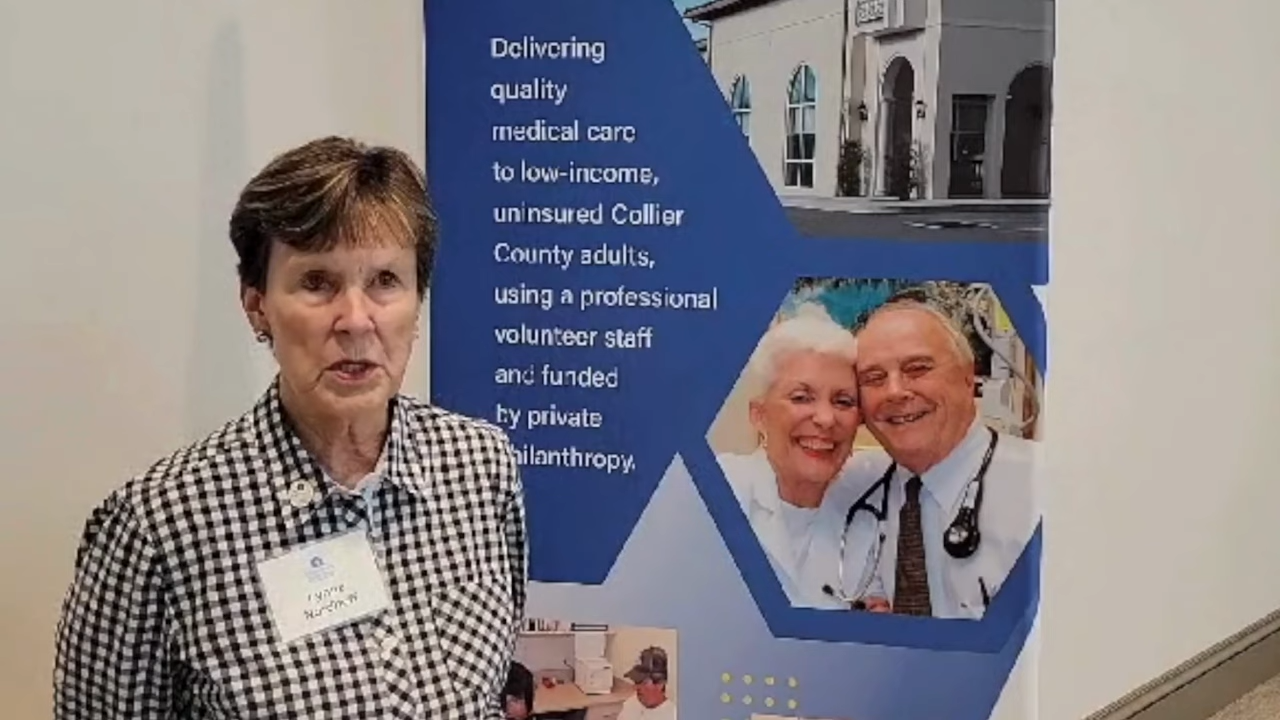 Delivering
quality
medical care
to low-income,
uninsured Collier
County adults,
using a professional
volunteer staff
and funded
by private
hilanthropy.